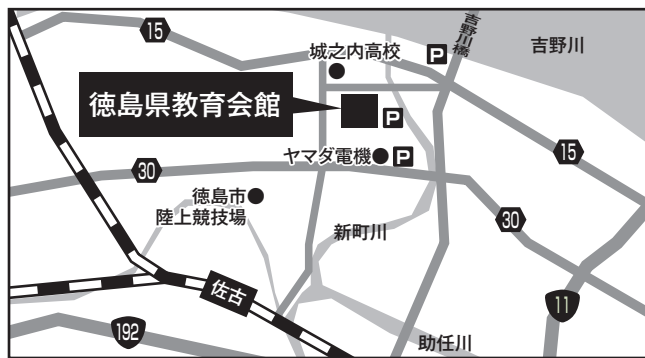 15
城之内高校
P
吉野川橋
吉野川
徳島県教育会館
P
ヤマダ電機
P
15
30
徳島市
陸上競技場
新町川
30
佐古
11
192
助任川